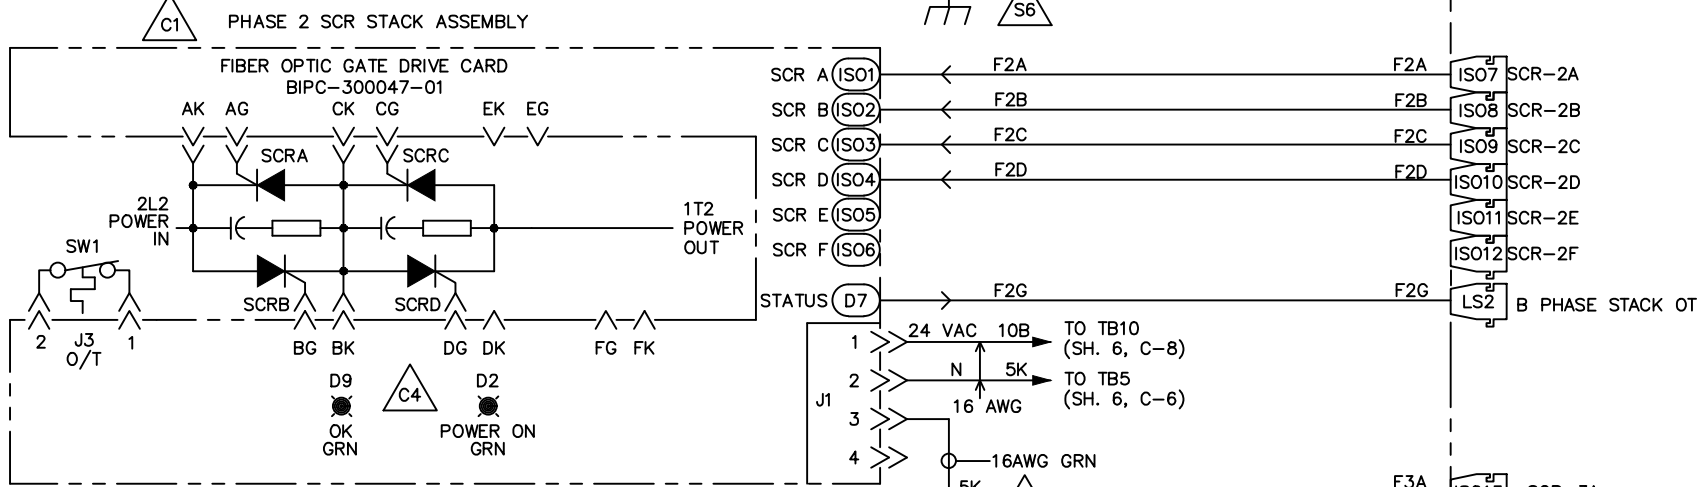 C1 PHASE 2 SCR STACK ASSEMBLY
S6
FIBER OPTIC GATE DRIVE CARD
BIPC-300047-01
AK AG CK CG EK EG
SCRA SCRC
2L2
POWER
IN
1T2
POWER
OUT
SW1
SCRB SCRD
2 J3 1
O/T
BG BK DG DK FG FK
C4
D9
OK
GRN
D2
POWER ON
GRN
SCR A ISO1 F2A F2A ISO7 SCR-2A
SCR B ISO2 F2B F2B ISO8 SCR-2B
SCR C ISO3 F2C F2C ISO9 SCR-2C
SCR D ISO4 F2D F2D ISO10 SCR-2D
SCR E ISO5 ISO11 SCR-2E
SCR F ISO6 ISO12 SCR-2F
STATUS D7 F2G F2G LS2 B PHASE STACK OT
J1
1 24 VAC 10B TO TB10
(SH. 6, C-8)
2 N 5K TO TB5
(SH. 6, C-6)
16 AWG
3
4 16AWG GRN
5K
F3A